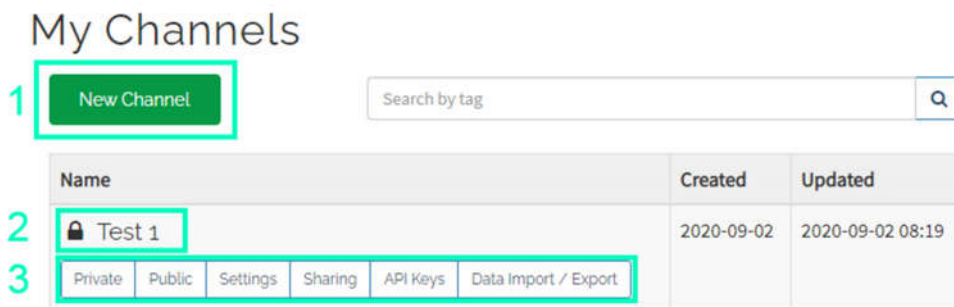 My Channels
1 New Channel Search by tag
Name Created Updated
2 Test 1 2020-09-02 2020-09-02 08:19
3 Private Public Settings Sharing API Keys Data Import / Export